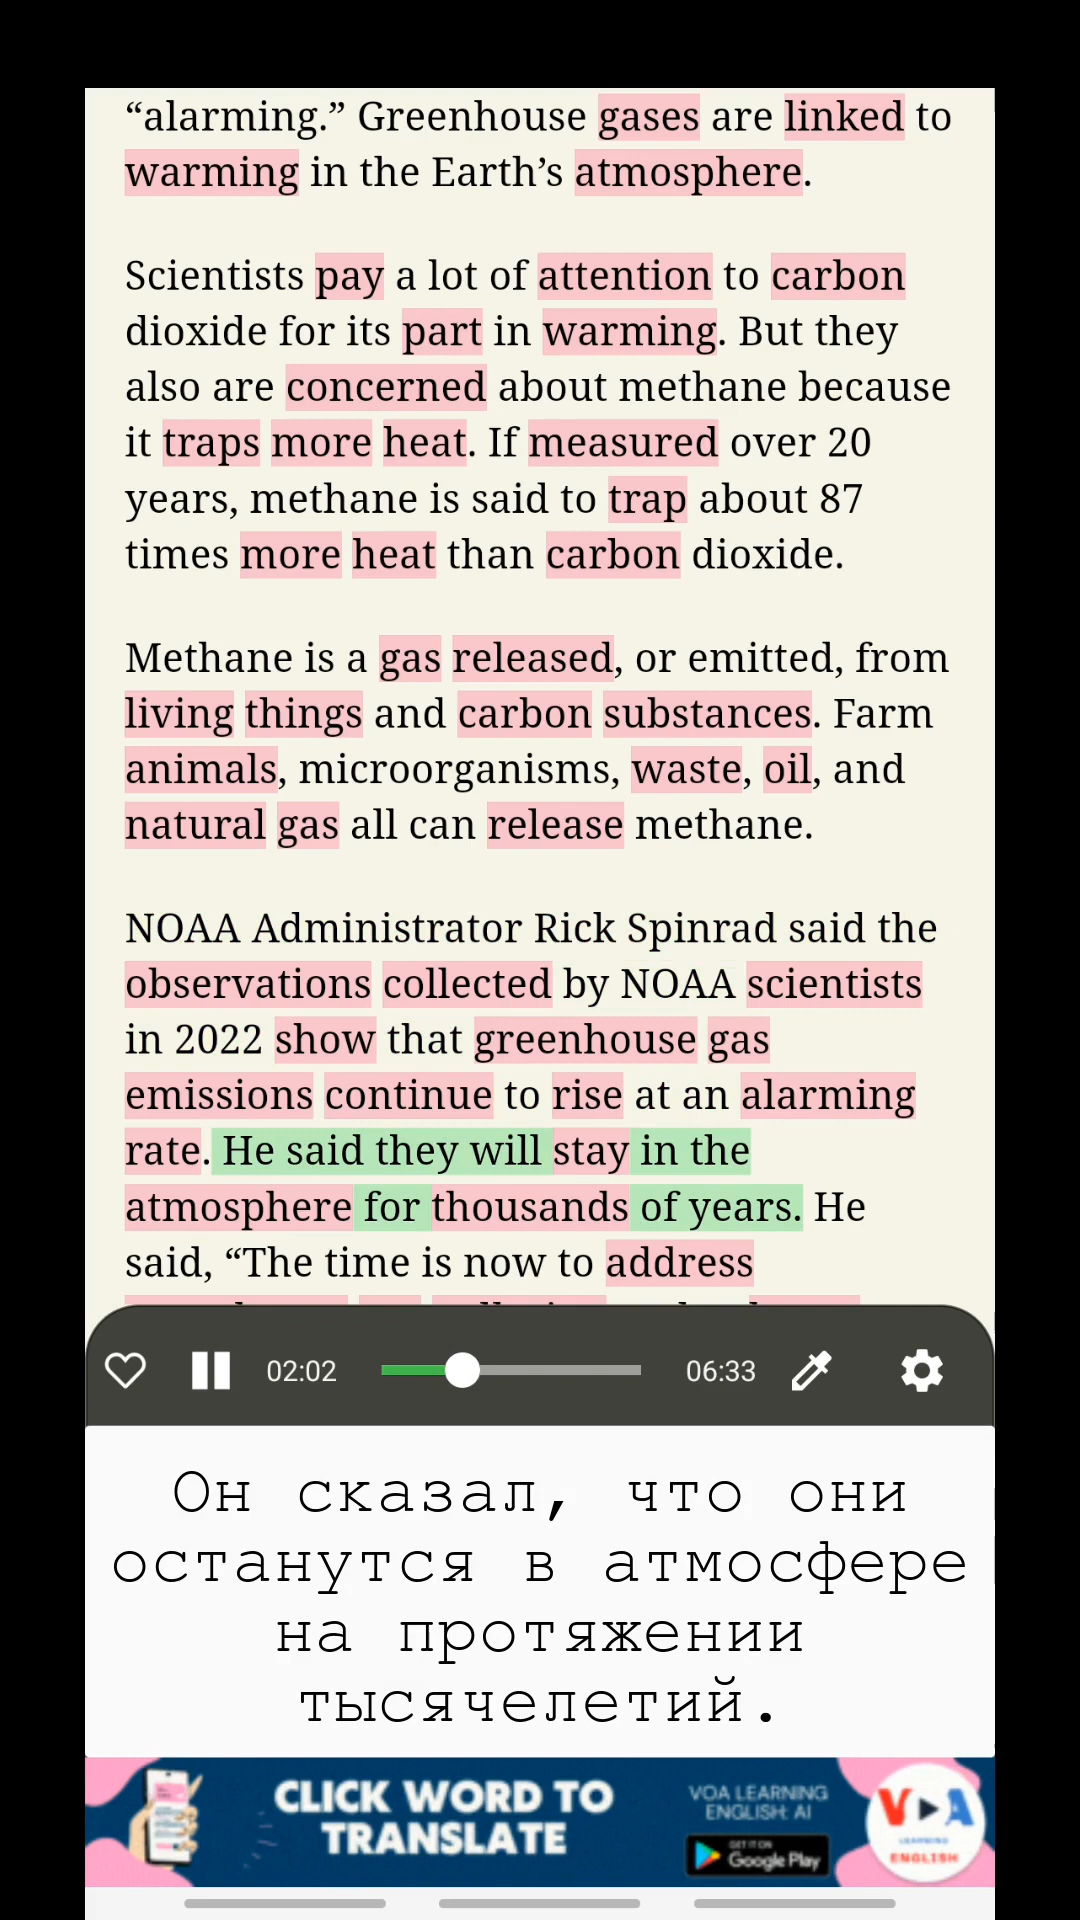 “alarming.” Greenhouse gases are linked to
warming in the Earth’s atmosphere.
Scientists pay a lot of attention to carbon
dioxide for its part in warming. But they
also are concerned about methane because
it traps more heat. If measured over 20
years, methane is said to trap about 87
times more heat than carbon dioxide.
Methane is a gas released, or emitted, from
living things and carbon substances. Farm
animals, microorganisms, waste, oil, and
natural gas all can release methane.
NOAA Administrator Rick Spinrad said the
observations collected by NOAA scientists
in 2022 show that greenhouse gas
emissions continue to rise at an alarming
rate. He said they will stay in the
atmosphere for thousands of years. He
said, “The time is now to address
02:02
06:33
Он сказал, что они
останутся в атмосфере
на протяжении
тысячелетий.
CLICK WORD TO
TRANSLATE
VOA LEARNING
ENGLISH: AI
GET IT ON
Google Play
VOA
LEARNING
ENGLISH